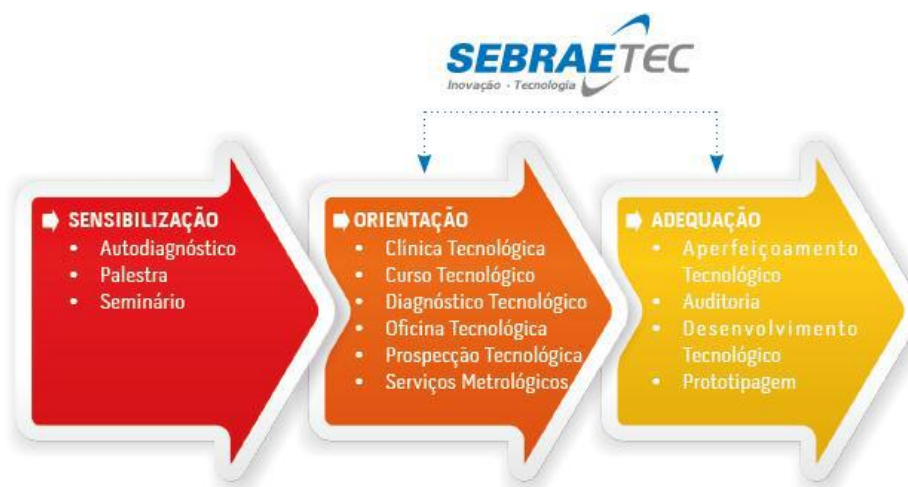 SEBRAETEC
Inovação - Tecnologia
SENSIBILIZAÇÃO
• Autodiagnóstico
• Palestra
• Seminário
ORIENTAÇÃO
• Clínica Tecnológica
• Curso Tecnológico
• Diagnóstico Tecnológico
• Oficina Tecnológica
• Prospecção Tecnológica
• Serviços Metrológicos
ADEQUAÇÃO
• Aperfeiçoamento
Tecnológico
• Auditoria
• Desenvolvimento
Tecnológico
• Prototipagem